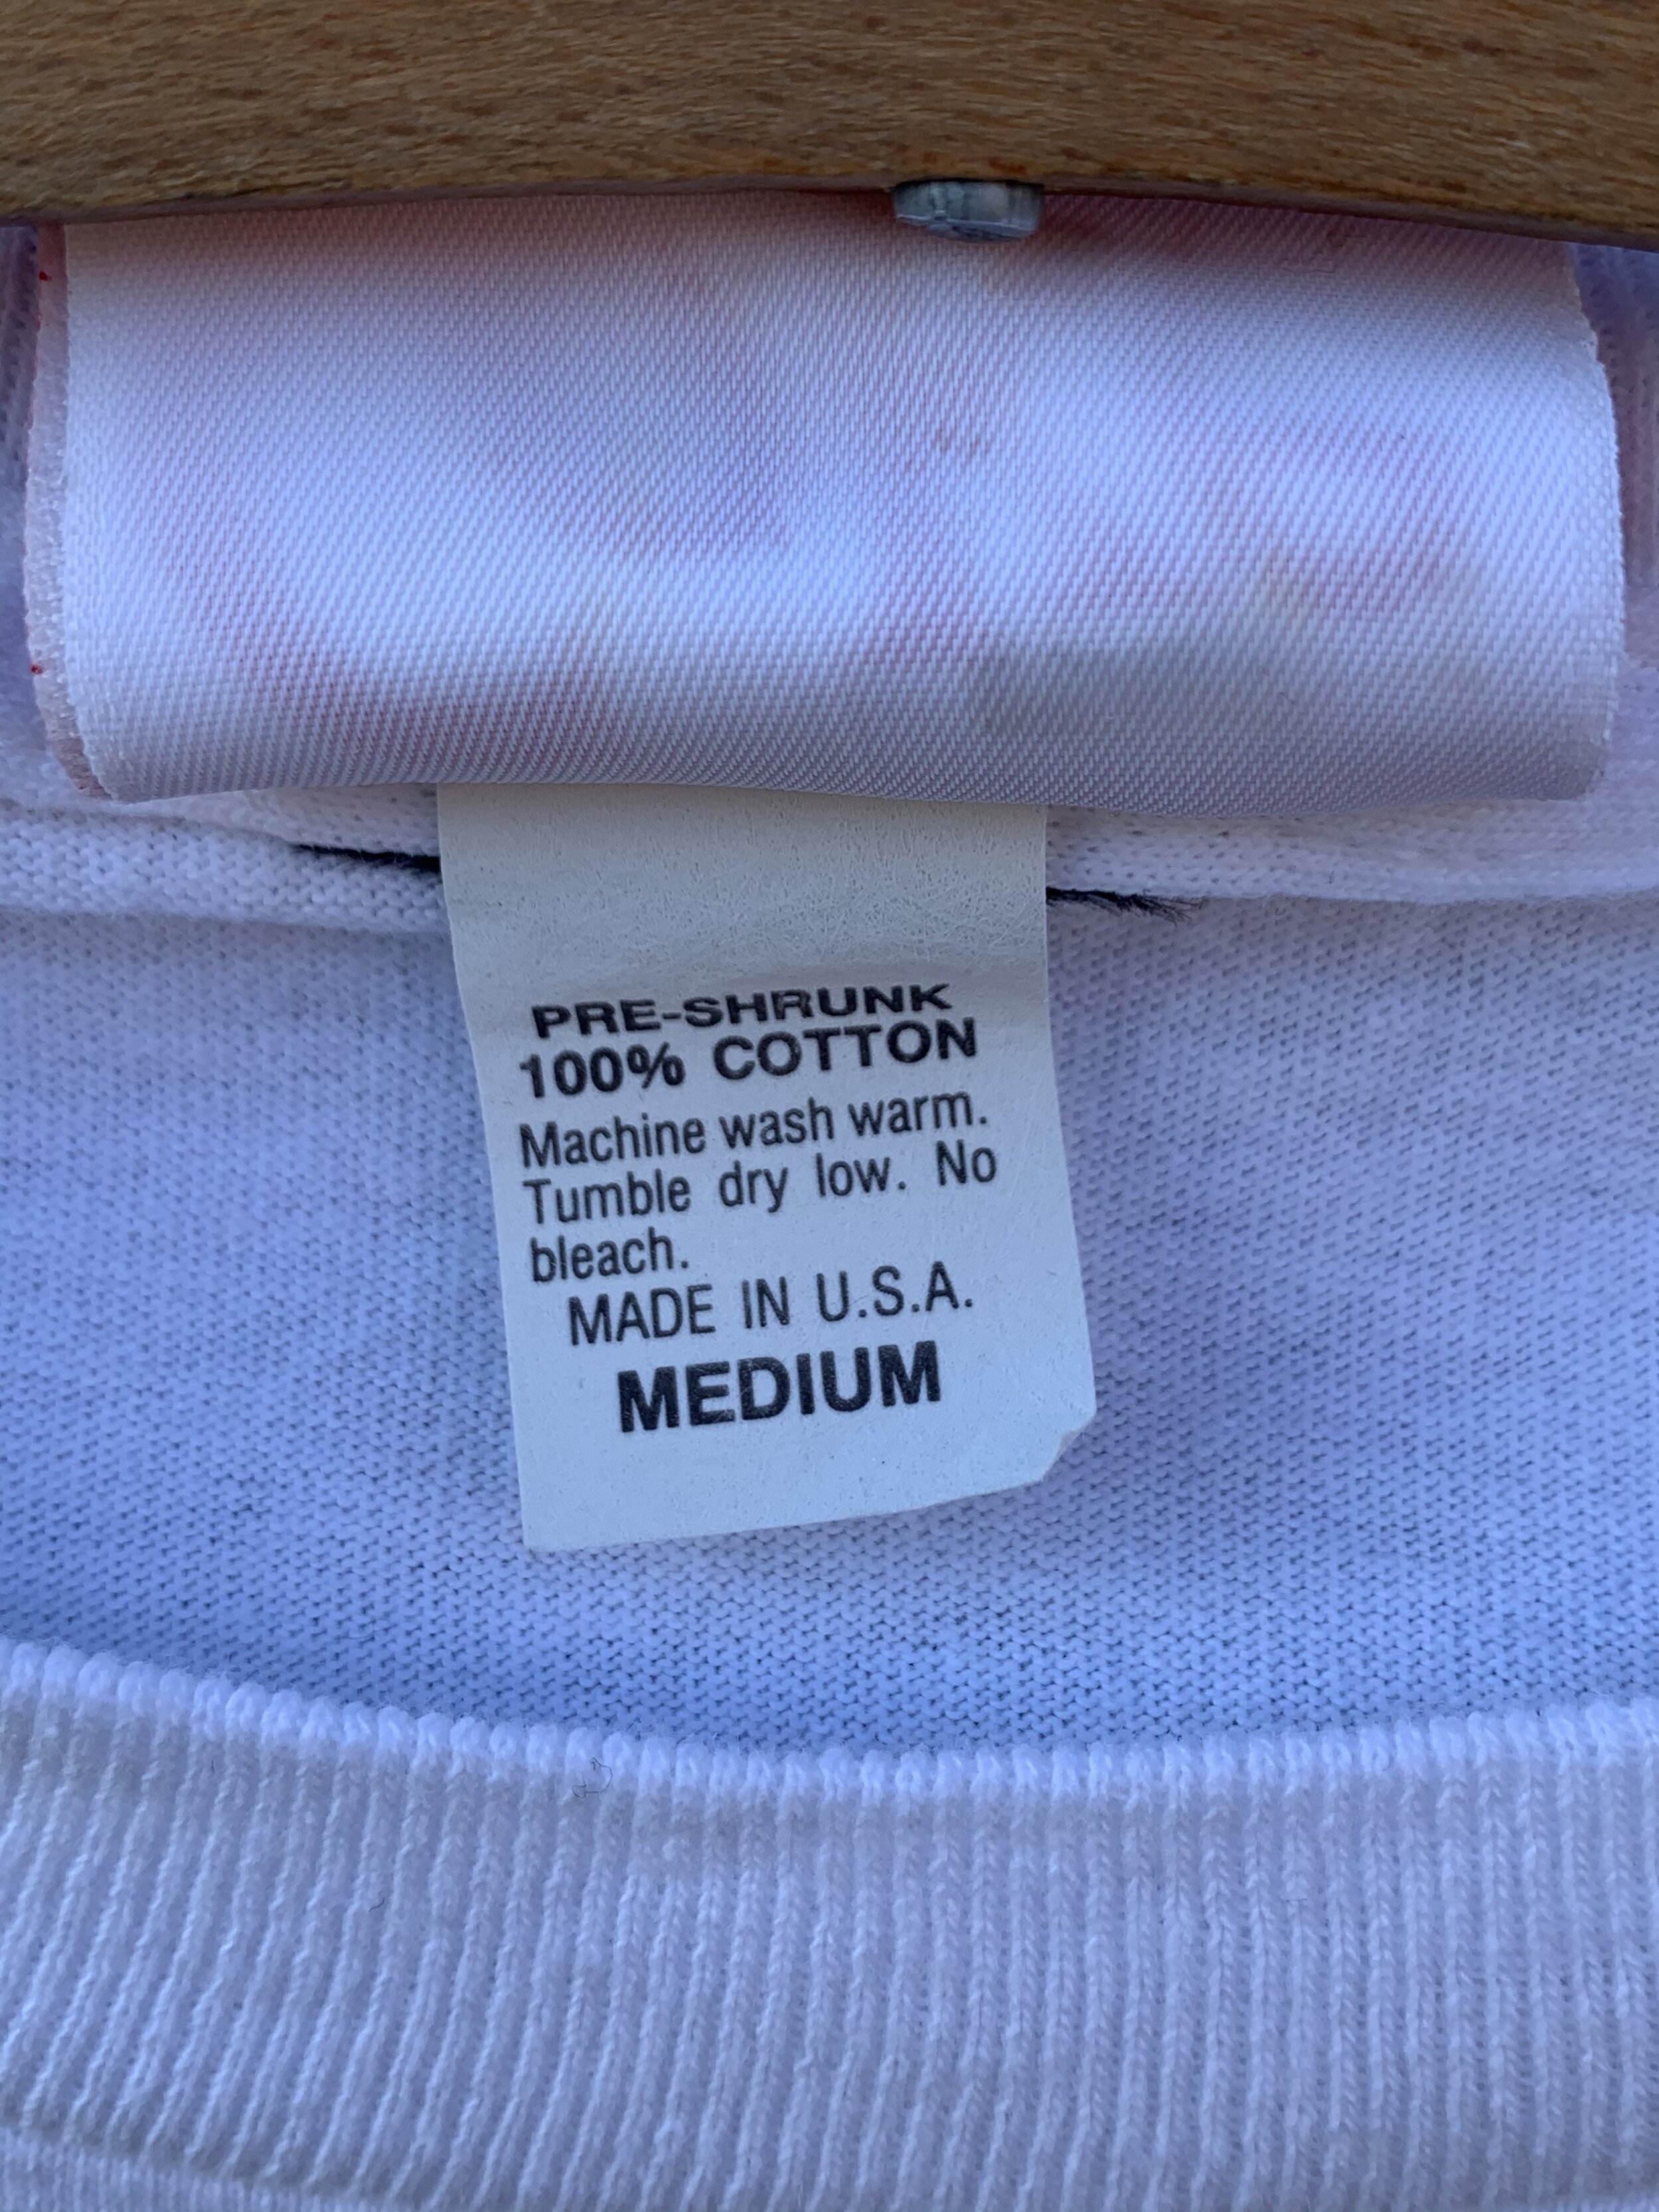 PRE-SHRUNK
100% COTTON
Machine wash warm.
Tumble dry low. No
bleach.
MADE IN U.S.A.
MEDIUM